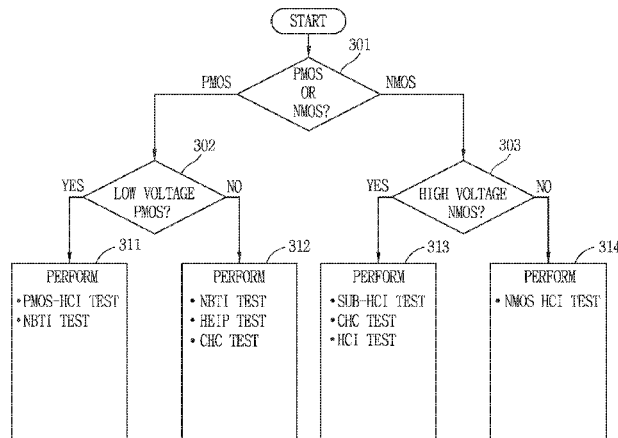 START
301
PMOS
OR
NMOS?
PMOS
NMOS
302
LOW VOLTAGE
PMOS?
YES
NO
303
HIGH VOLTAGE
NMOS?
YES
NO
311
PERFORM
•PMOS-HCI TEST
•NBTI TEST
312
PERFORM
• NBTI TEST
• HEIP TEST
• CHC TEST
313
PERFORM
•SUB-HCI TEST
•CHC TEST
•HCI TEST
314
PERFORM
•NMOS HCI TEST